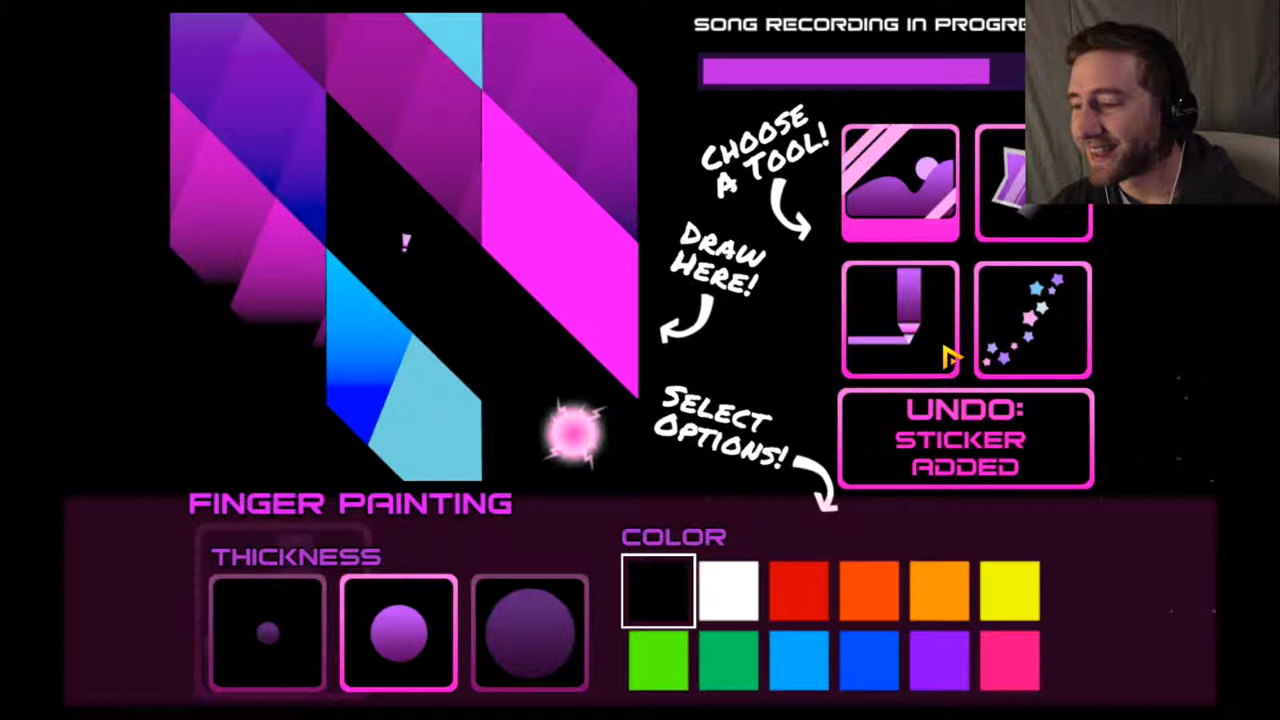 SONG RECORDING IN PROGRE
CHOOSE
A TOOL!
DRAW
HERE!
SELECT
OPTIONS!
UNDO:
STICKER
ADDED
FINGER PAINTING
THICKNESS
COLOR
!